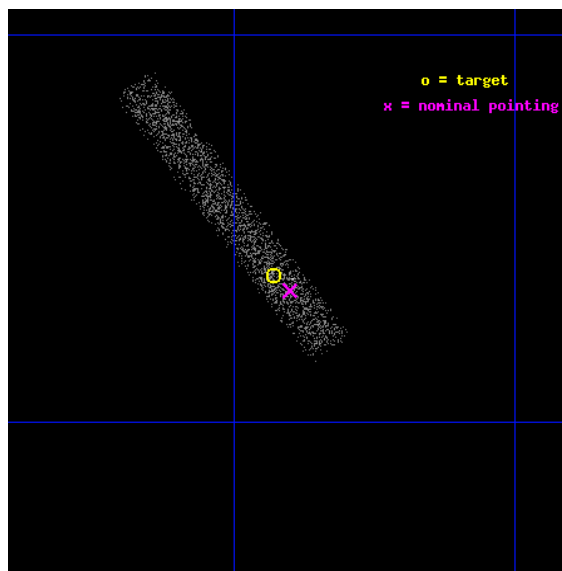 o = target
x = nominal pointing